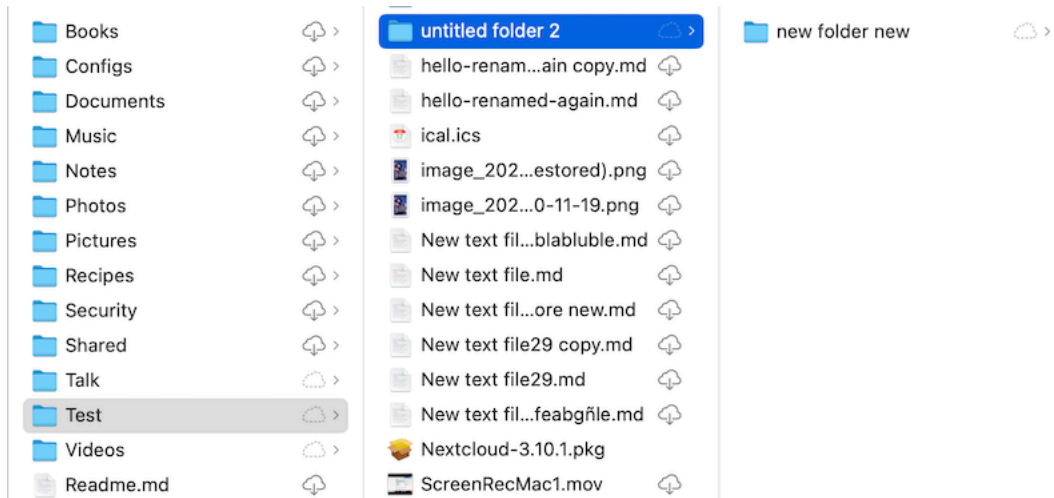 Books
Configs
Documents
Music
Notes
Photos
Pictures
Recipes
Security
Shared
Talk
Test
Videos
Readme.md
untitled folder 2
hello-renam...ain copy.md
hello-renamed-again.md
ical.ics
image_202...estored).png
image_202...0-11-19.png
New text fil...blabluble.md
New text file.md
New text fil...ore new.md
New text file29 copy.md
New text file29.md
New text fil...feabgñle.md
Nextcloud-3.10.1.pkg
ScreenRecMac1.mov
new folder new